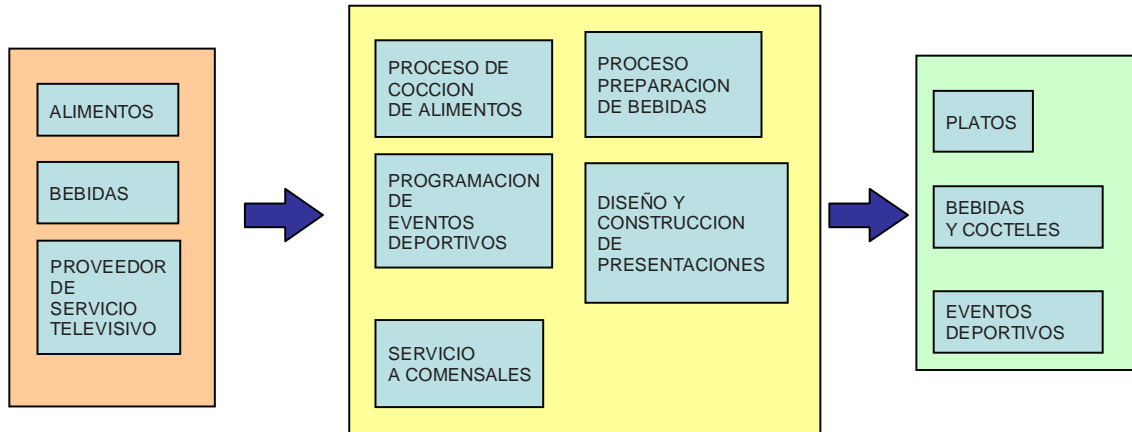 ALIMENTOS
BEBIDAS
PROVEEDOR
DE
SERVICIO
TELEVISIVO
PROCESO DE
COCCION
DE ALIMENTOS
PROCESO
PREPARACION
DE BEBIDAS
PROGRAMACION
DE
EVENTOS
DEPORTIVOS
DISEÑO Y
CONSTRUCCION
DE
PRESENTACIONES
SERVICIO
A COMENSALES
PLATOS
BEBIDAS
Y COCTELES
EVENTOS
DEPORTIVOS